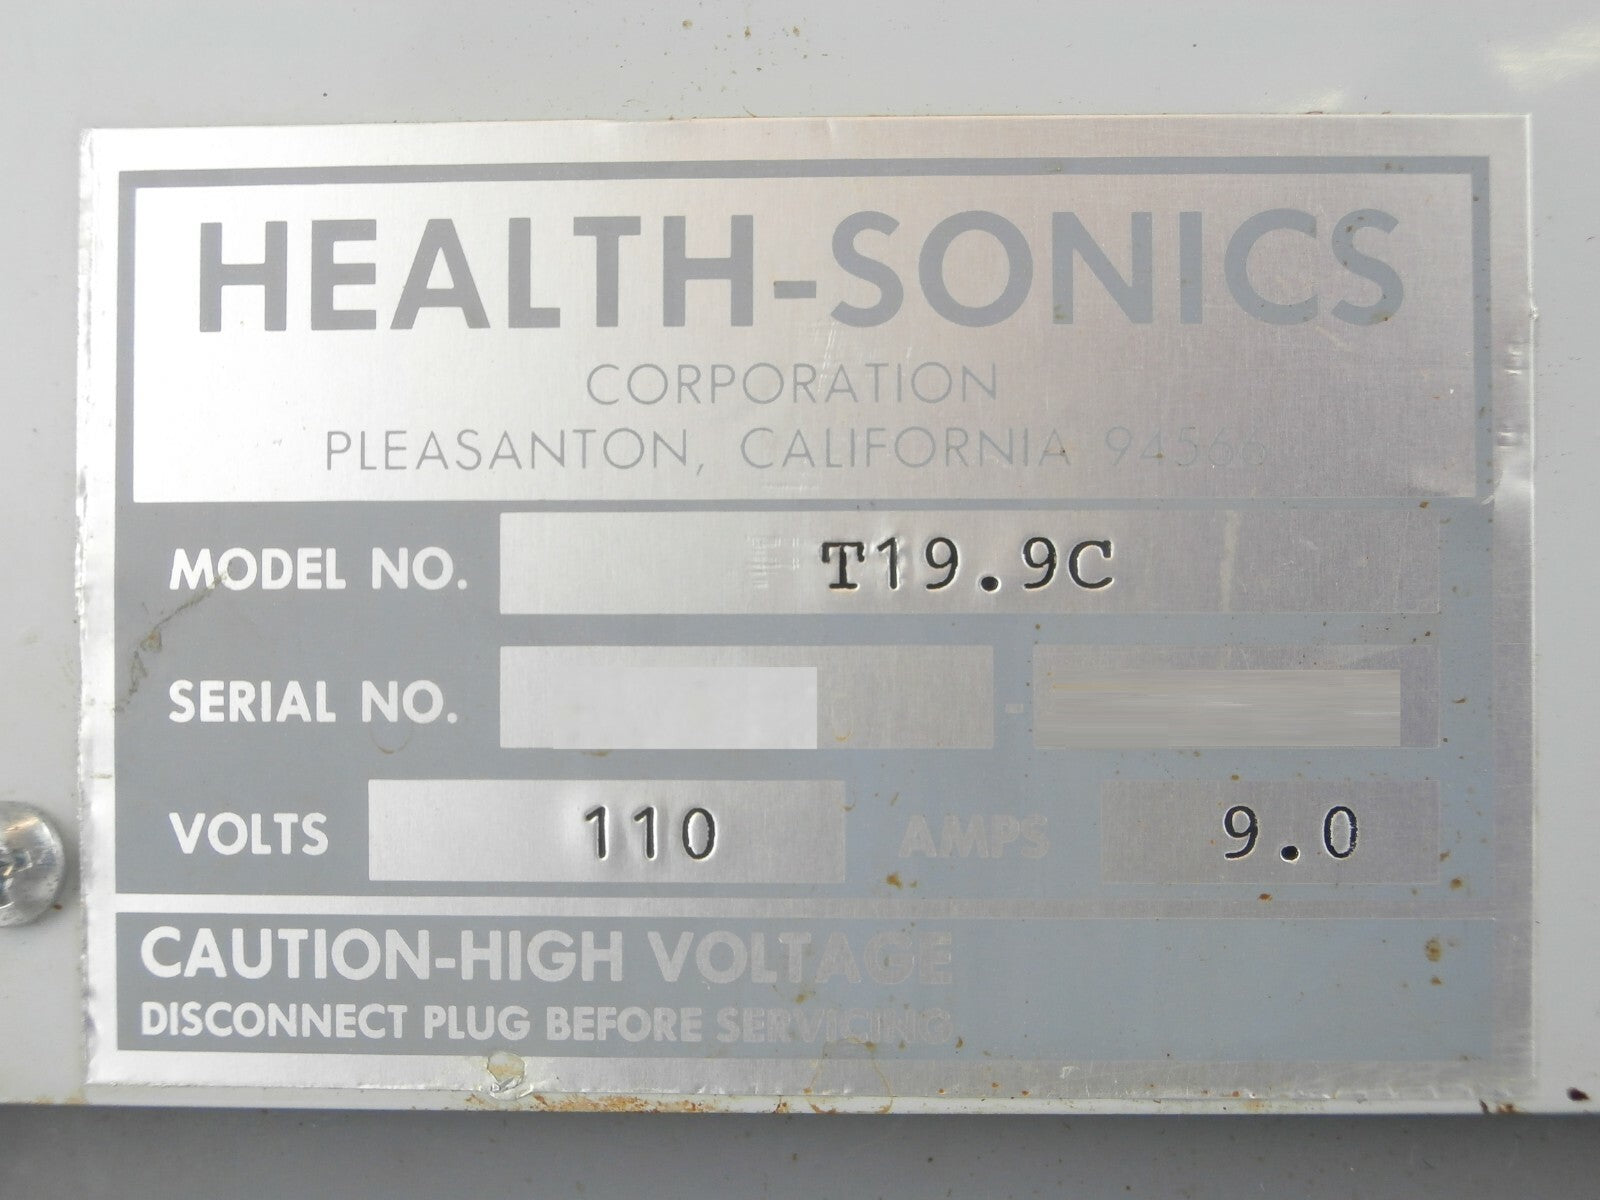 HEALTH-SONICS
CORPORATION
PLEASANTON, CALIFORNIA 94566
MODEL NO. T19.9C
SERIAL NO. -
VOLTS 110 AMPS 9.0
CAUTION-HIGH VOLTAGE
DISCONNECT PLUG BEFORE SERVICING